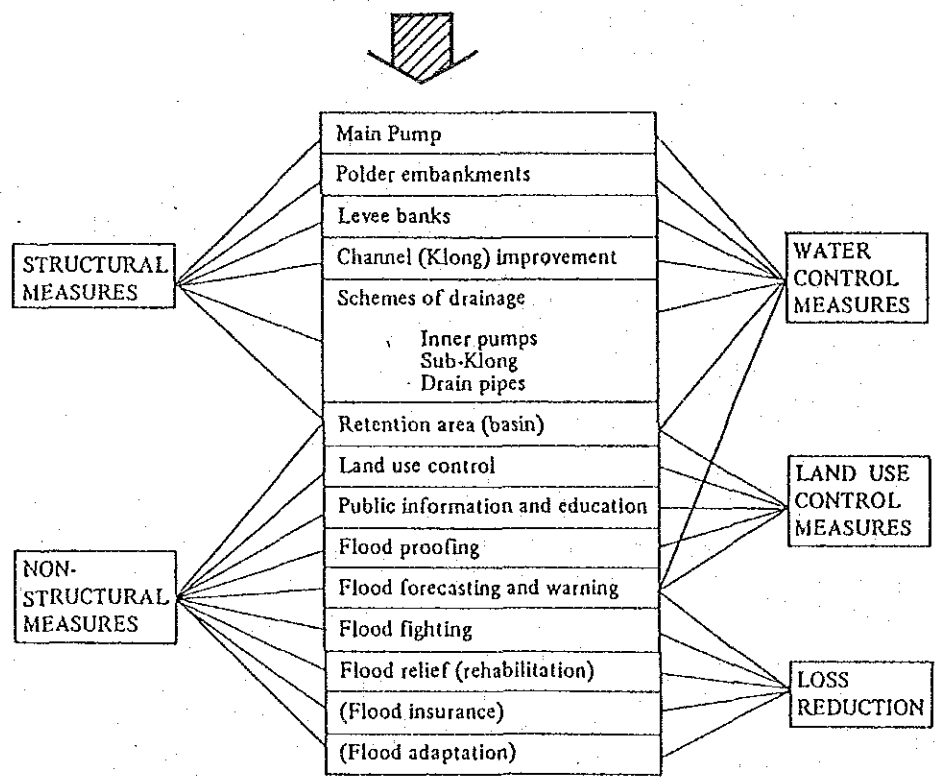 STRUCTURAL
MEASURES
NON-
STRUCTURAL
MEASURES
Main Pump
Polder embankments
Levee banks
Channel (Klong) improvement
Schemes of drainage
Inner pumps
Sub-Klong
Drain pipes
Retention area (basin)
Land use control
Public information and education
Flood proofing
Flood forecasting and warning
Flood fighting
Flood relief (rehabilitation)
(Flood insurance)
(Flood adaptation)
WATER
CONTROL
MEASURES
LAND USE
CONTROL
MEASURES
LOSS
REDUCTION